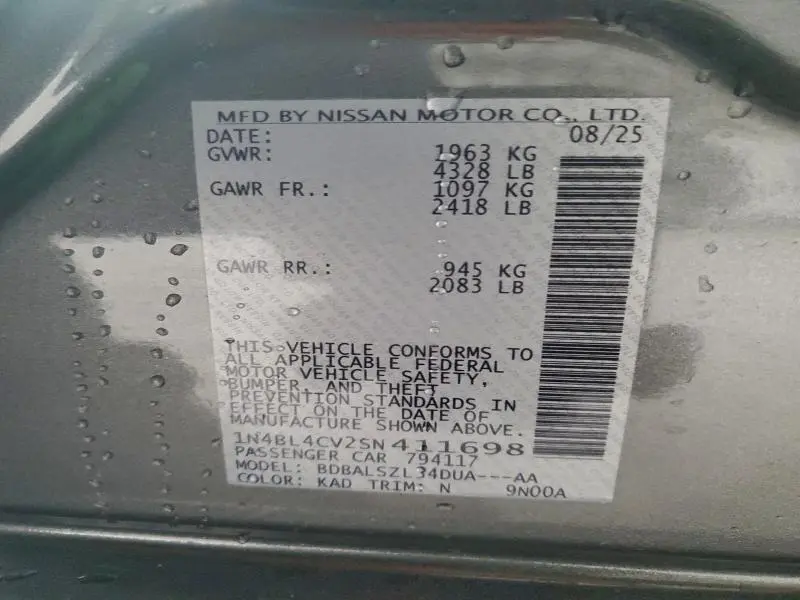 MFD BY NISSAN MOTOR CO., LTD.
DATE: 08/25
GVWR: 1963 KG
4328 LB
GAWR FR.: 1097 KG
2418 LB
GAWR RR.: 945 KG
2083 LB
THIS VEHICLE CONFORMS TO
ALL APPLICABLE FEDERAL
MOTOR VEHICLE SAFETY,
BUMPER, AND THEFT
PREVENTION STANDARDS IN
EFFECT ON THE DATE OF
MANUFACTURE SHOWN ABOVE.
1N4BL4CV2SN411698
PASSENGER CAR 794117
MODEL: BDBALSZL34DUA---AA
COLOR: KAD TRIM: N 9N00A